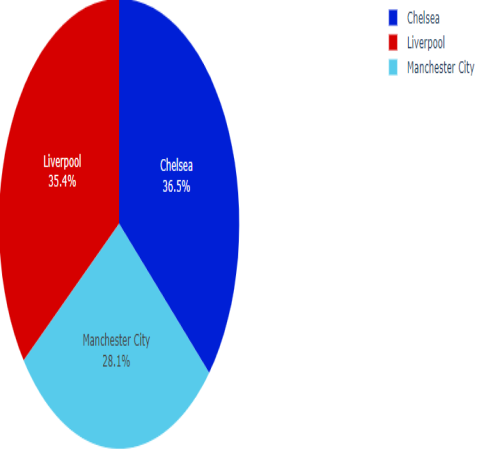 Chelsea
Liverpool
Manchester City
Liverpool
35.4%
Chelsea
36.5%
Manchester City
28.1%